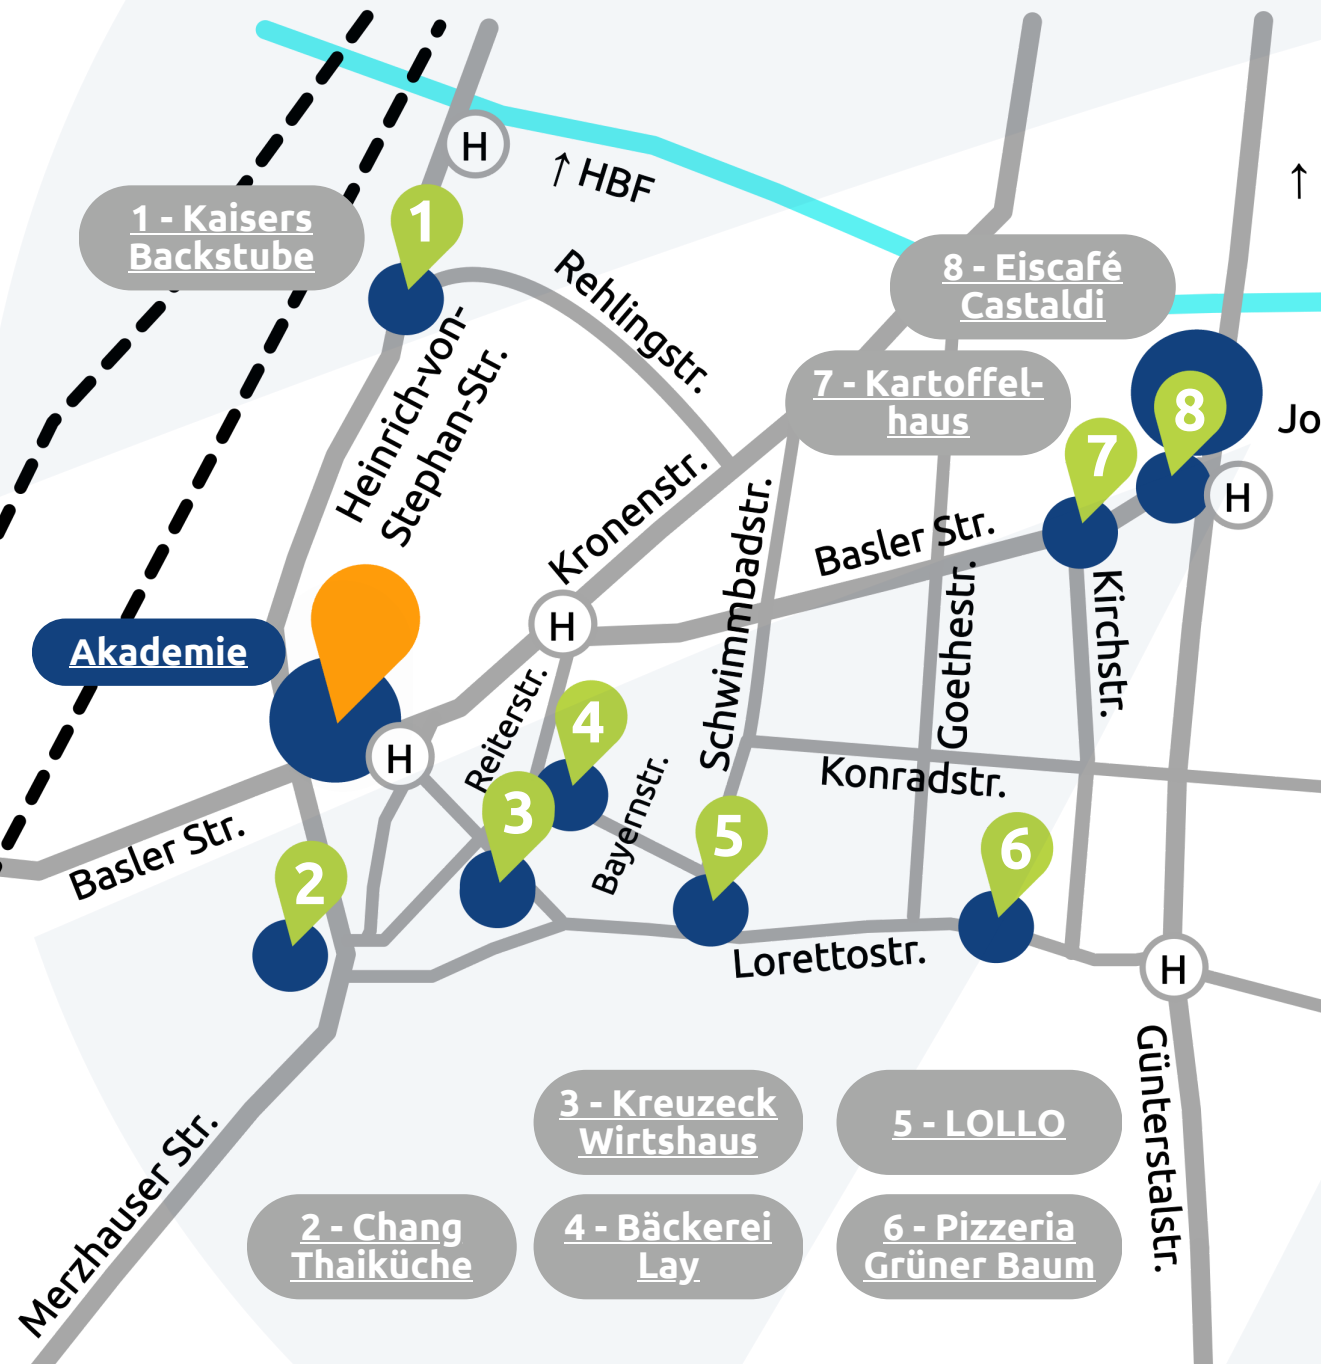 H
↑ HBF
↑
1 - Kaisers
Backstube
1
Rehlingstr.
8 - Eiscafé
Castaldi
Heinrich-von-
Stephan-Str.
7 - Kartoffel-
haus
8
Jo
7
H
Kronenstr.
Schwimmbadstr.
Basler Str.
Goethestr.
Kirchstr.
H
Akademie
H
Reiterstr.
4
Bayernstr.
Konradstr.
3
5
6
Basler Str.
2
Lorettostr.
H
Günterstalstr.
Merzhauser Str.
3 - Kreuzeck
Wirtshaus
5 - LOLLO
2 - Chang
Thaiküche
4 - Bäckerei
Lay
6 - Pizzeria
Grüner Baum